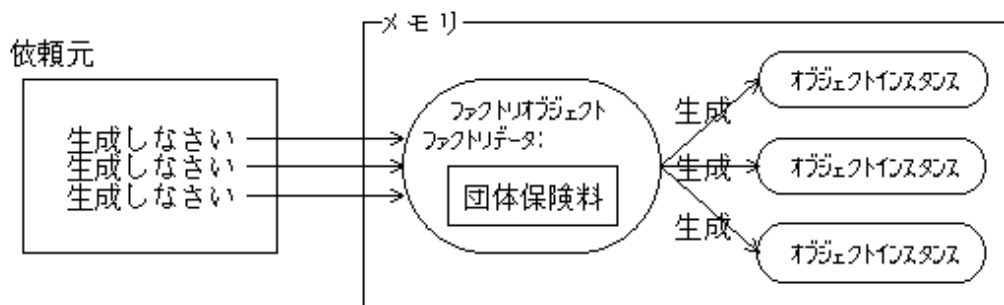 メモリ
依頼元
生成しなさい
生成しなさい
生成しなさい
ファクトリオブジェクト
ファクトリデータ:
団体保険料
生成
生成
生成
オブジェクトインスタンス
オブジェクトインスタンス
オブジェクトインスタンス